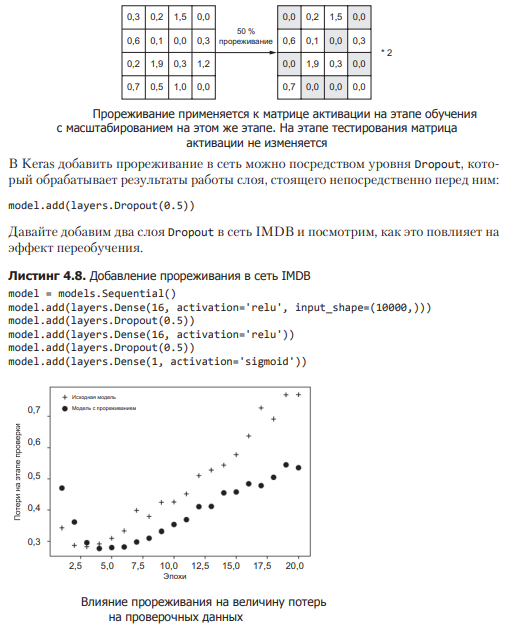 0,3 0,2 1,5 0,0 0,0 0,2 1,5 0,0
0,6 0,1 0,0 0,3 50 % прореживание 0,6 0,1 0,0 0,3 * 2
0,2 1,9 0,3 1,2 0,0 1,9 0,3 0,0
0,7 0,5 1,0 0,0 0,7 0,0 0,0 0,0
Прореживание применяется к матрице активации на этапе обучения
с масштабированием на этом же этапе. На этапе тестирования матрица
активации не изменяется
В Keras добавить прореживание в сеть можно посредством уровня Dropout, кото-
рый обрабатывает результаты работы слоя, стоящего непосредственно перед ним:
model.add(layers.Dropout(0.5))
Давайте добавим два слоя Dropout в сеть IMDB и посмотрим, как это повлияет на
эффект переобучения.
Листинг 4.8. Добавление прореживания в сеть IMDB
model = models.Sequential()
model.add(layers.Dense(16, activation='relu', input_shape=(10000,)))
model.add(layers.Dropout(0.5))
model.add(layers.Dense(16, activation='relu'))
model.add(layers.Dropout(0.5))
model.add(layers.Dense(1, activation='sigmoid'))
Исходная модель
Модель с прореживанием
Потери на этапе проверки
0,7
0,6
0,5
0,4
0,3
2,5 5,0 7,5 10,0 12,5 15,0 17,5 20,0
Эпохи
Влияние прореживания на величину потерь
на проверочных данных